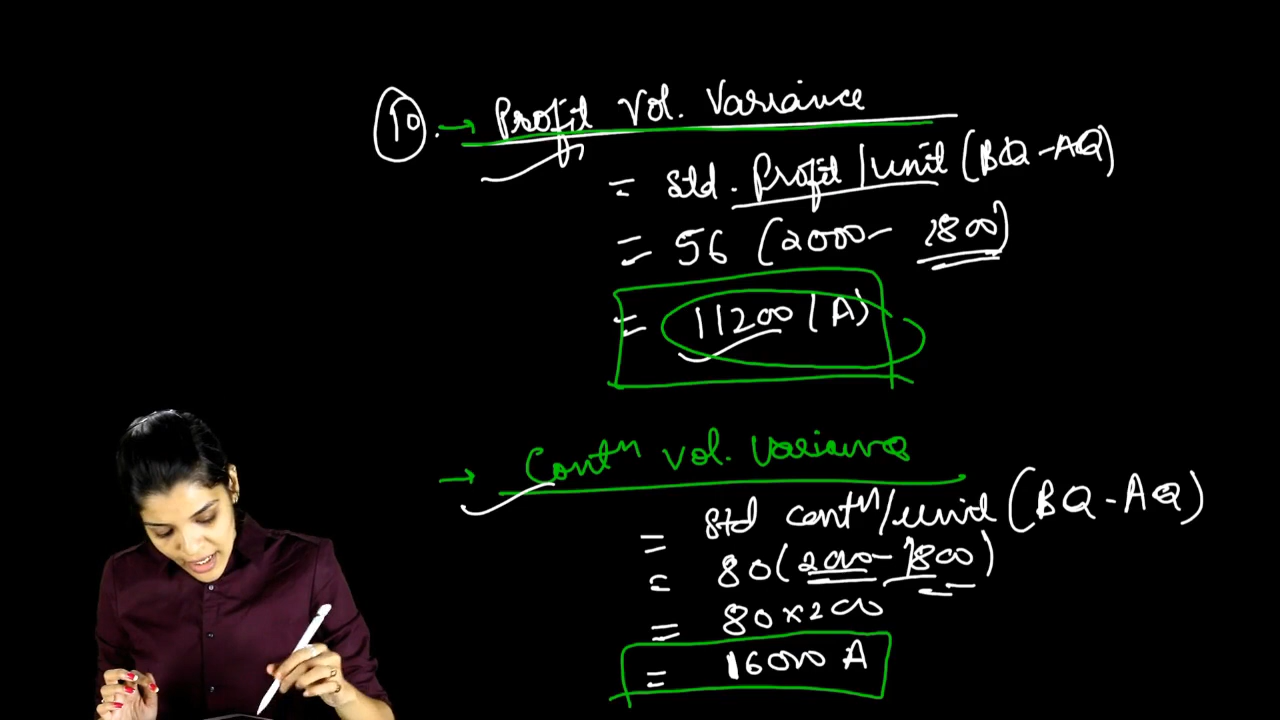 10. → Profit Vol. Variance
= Std. Profit/unit (BQ-AQ)
= 56 (2000- 1800)
= 11200 (A)
→ Contn vol. Variance
= Std contn/unit (BQ-AQ)
= 80(2000-1800)
= 80×200
= 16000 A